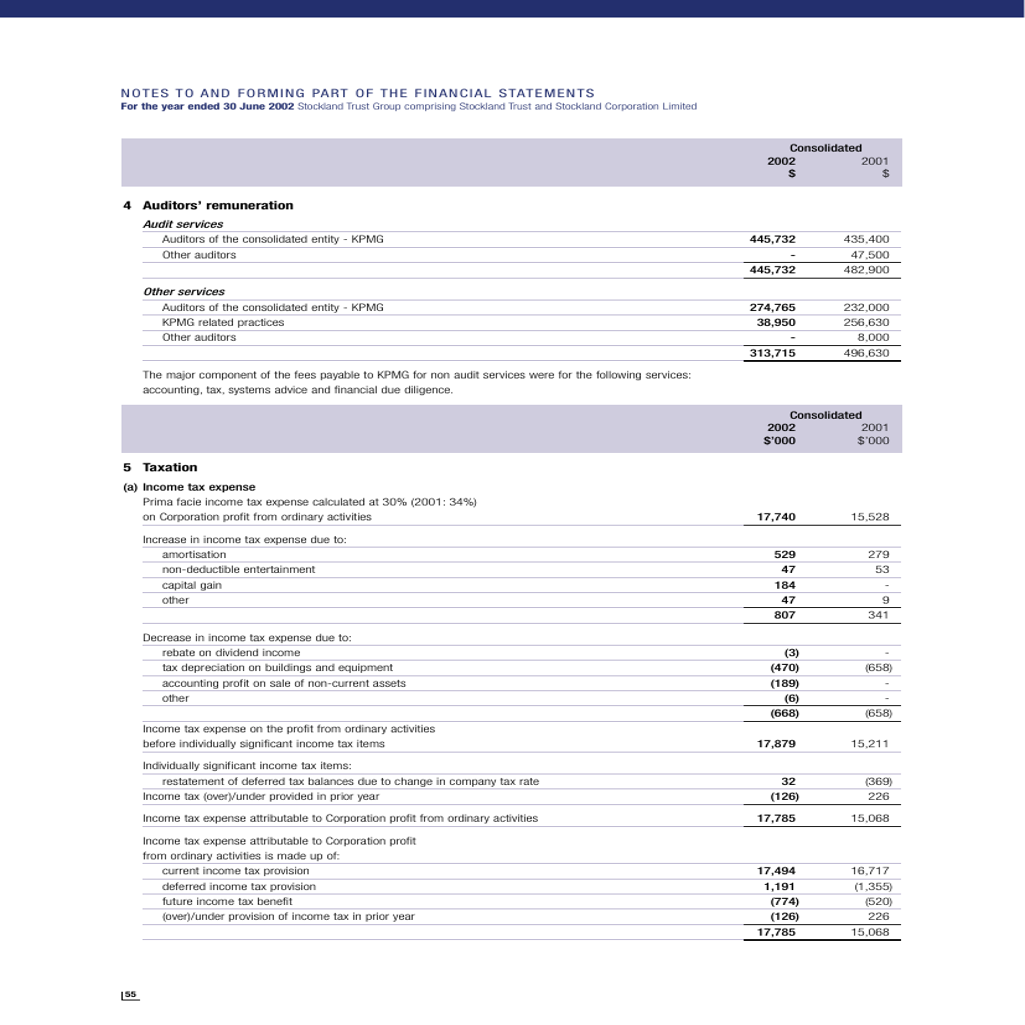 NOTES TO AND FORMING PART OF THE FINANCIAL STATEMENTS
For the year ended 30 June 2002 Stockland Trust Group comprising Stockland Trust and Stockland Corporation Limited
Consolidated
2002 2001
$ $
4 Auditors' remuneration
Audit services
Auditors of the consolidated entity - KPMG 445,732 435,400
Other auditors - 47,500
445,732 482,900
Other services
Auditors of the consolidated entity - KPMG 274,765 232,000
KPMG related practices 38,950 256,630
Other auditors - 8,000
313,715 496,630
The major component of the fees payable to KPMG for non audit services were for the following services:
accounting, tax, systems advice and financial due diligence.
Consolidated
2002 2001
$'000 $'000
5 Taxation
(a) Income tax expense
Prima facie income tax expense calculated at 30% (2001: 34%)
on Corporation profit from ordinary activities 17,740 15,528
Increase in income tax expense due to:
amortisation 529 279
non-deductible entertainment 47 53
capital gain 184 -
other 47 9
807 341
Decrease in income tax expense due to:
rebate on dividend income (3) -
tax depreciation on buildings and equipment (470) (658)
accounting profit on sale of non-current assets (189) -
other (6) -
(668) (658)
Income tax expense on the profit from ordinary activities
before individually significant income tax items 17,879 15,211
Individually significant income tax items:
restatement of deferred tax balances due to change in company tax rate 32 (369)
Income tax (over)/under provided in prior year (126) 226
Income tax expense attributable to Corporation profit from ordinary activities 17,785 15,068
Income tax expense attributable to Corporation profit
from ordinary activities is made up of:
current income tax provision 17,494 16,717
deferred income tax provision 1,191 (1,355)
future income tax benefit (774) (520)
(over)/under provision of income tax in prior year (126) 226
17,785 15,068
55